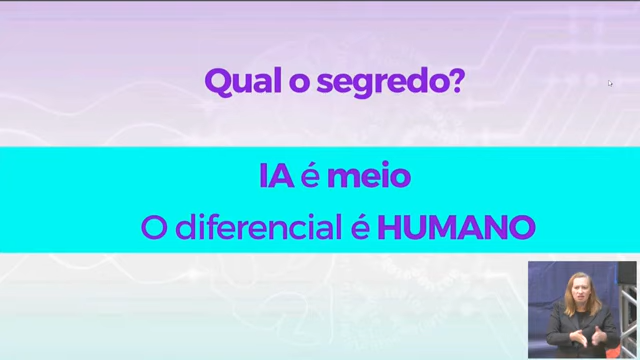 Qual o segredo?
IA é meio
O diferencial é HUMANO